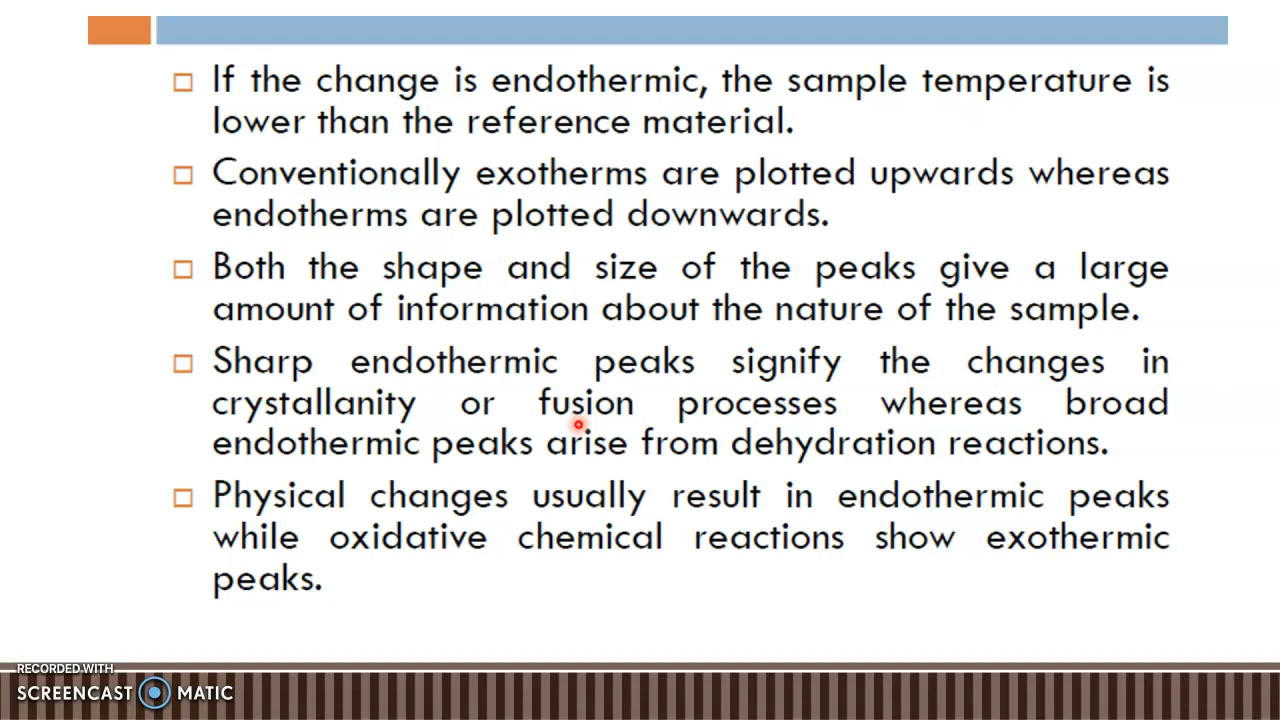 If the change is endothermic, the sample temperature is
lower than the reference material.
Conventionally exotherms are plotted upwards whereas
endotherms are plotted downwards.
Both the shape and size of the peaks give a large
amount of information about the nature of the sample.
Sharp endothermic peaks signify the changes in
crystallanity or fusion processes whereas broad
endothermic peaks arise from dehydration reactions.
Physical changes usually result in endothermic peaks
while oxidative chemical reactions show exothermic
peaks.
RECORDED WITH
SCREENCAST MATIC